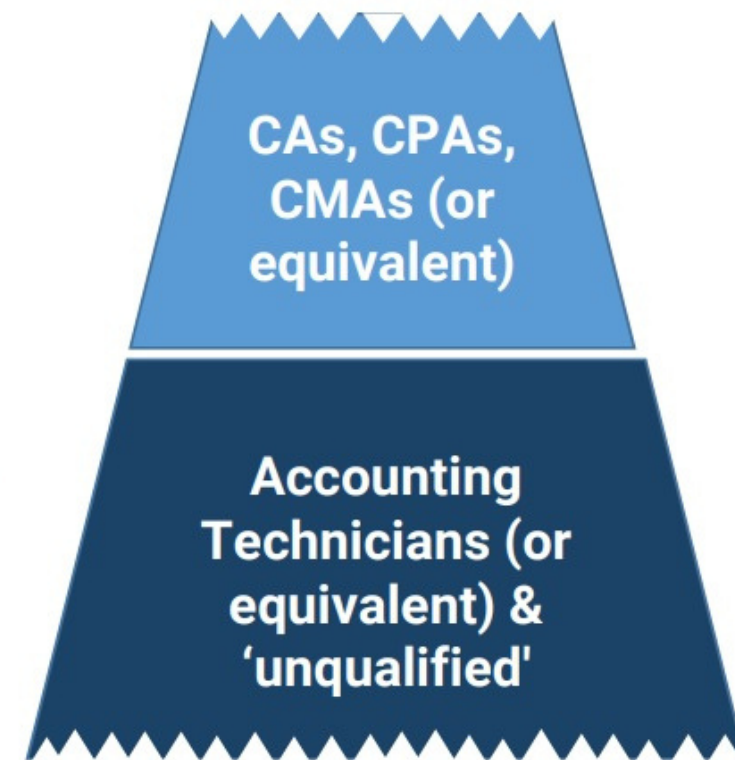 CAs, CPAs,
CMAs (or
equivalent)
Accounting
Technicians (or
equivalent) &
‘unqualified'